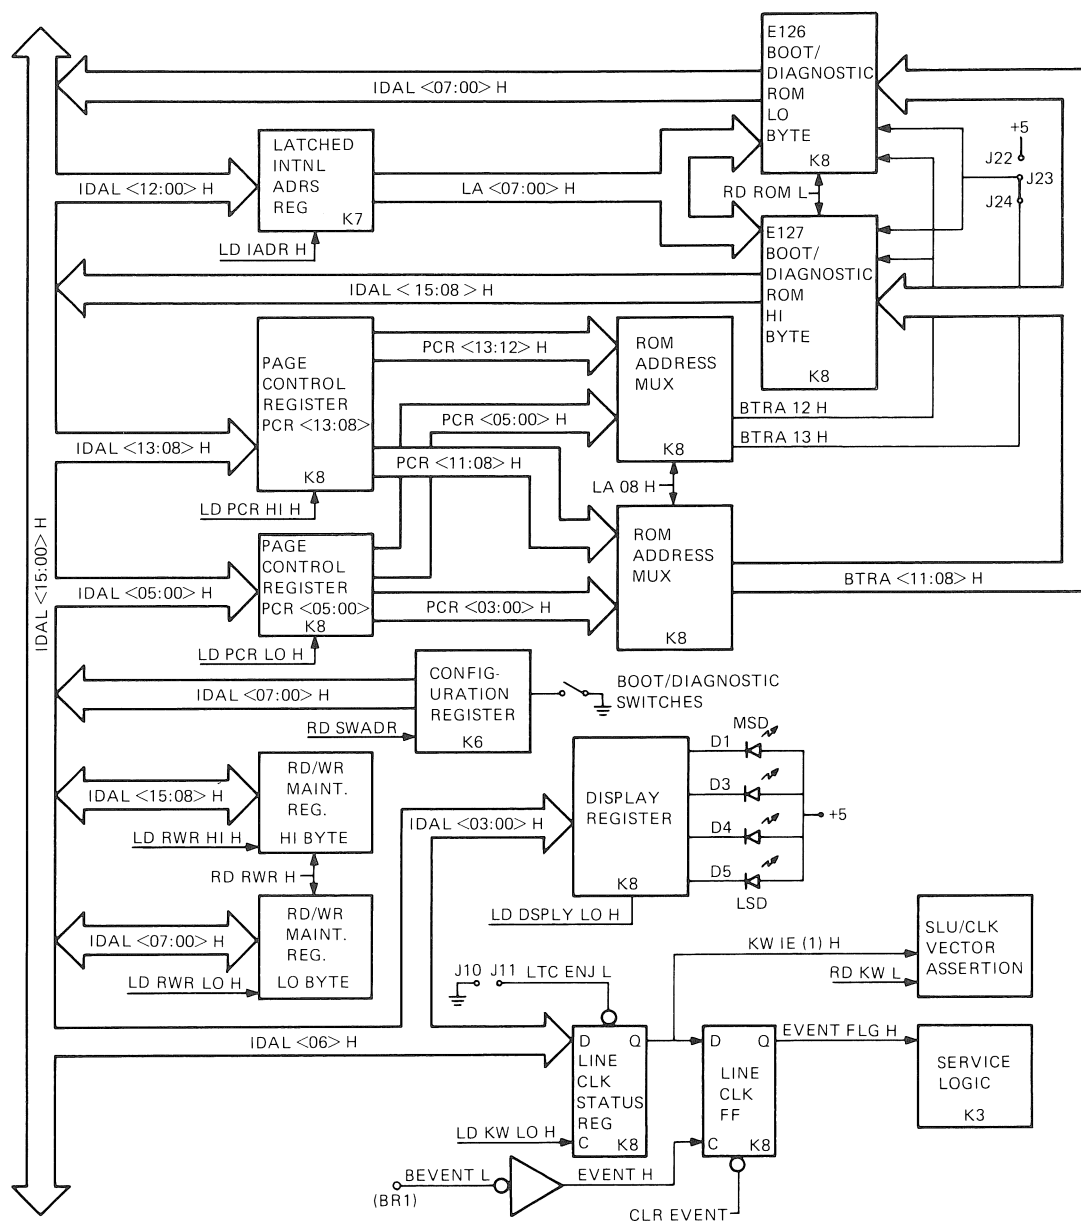 E126
BOOT/
DIAGNOSTIC
ROM
LO
BYTE
K8
IDAL <07:00> H
+5
J22
J23
J24
LATCHED
INTNL
ADRS
REG
K7
IDAL <12:00> H
LA <07:00> H
RD ROM L
LD IADR H
E127
BOOT/
DIAGNOSTIC
ROM
HI
BYTE
K8
IDAL <15:08> H
PAGE
CONTROL
REGISTER
PCR <13:08>
K8
PCR <13:12> H
ROM
ADDRESS
MUX
K8
BTRA 12 H
BTRA 13 H
PCR <05:00> H
IDAL <13:08> H
PCR <11:08> H
LA 08 H
LD PCR HI H
IDAL <15:00> H
PAGE
CONTROL
REGISTER
PCR <05:00>
K8
ROM
ADDRESS
MUX
K8
BTRA <11:08> H
IDAL <05:00> H
PCR <03:00> H
LD PCR LO H
CONFIG-
URATION
REGISTER
K6
IDAL <07:00> H
BOOT/DIAGNOSTIC
SWITCHES
RD SWADR
RD/WR
MAINT.
REG.
HI BYTE
IDAL <15:08> H
LD RWR HI H
RD RWR H
RD/WR
MAINT.
REG.
LO BYTE
IDAL <07:00> H
LD RWR LO H
IDAL <03:00> H
DISPLAY
REGISTER
K8
MSD
D1
D3
D4
D5
LSD
+5
LD DSPLY LO H
J10
J11
LTC ENJ L
KW IE (1) H
RD KW L
SLU/CLK
VECTOR
ASSERTION
IDAL <06> H
D Q
LINE
CLK
STATUS
REG
C K8
LD KW LO H
D Q
LINE
CLK
FF
C K8
EVENT FLG H
SERVICE
LOGIC
K3
BEVENT L
(BR1)
EVENT H
CLR EVENT